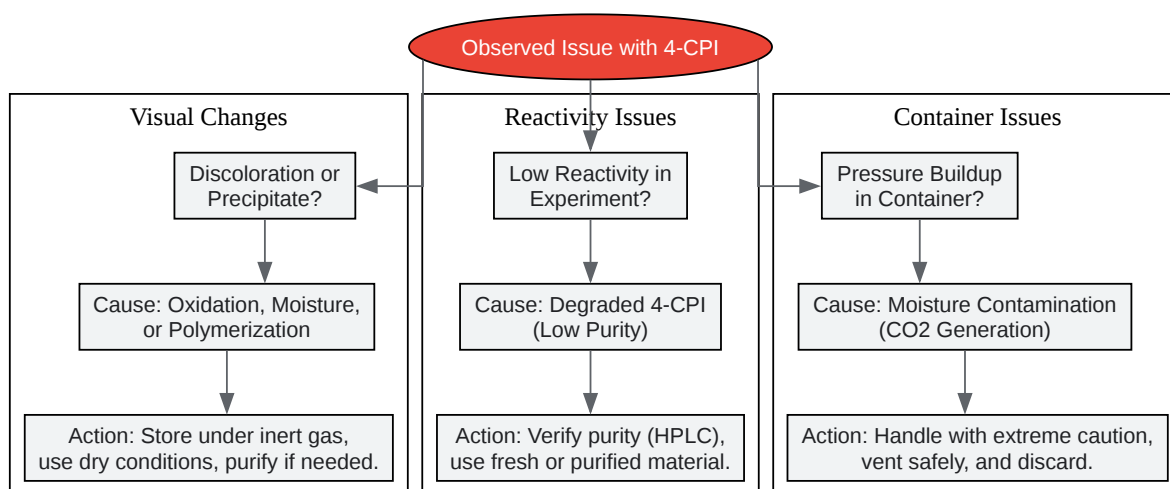 Observed Issue with 4-CPI
Visual Changes
Discoloration or
Precipitate?
Cause: Oxidation, Moisture,
or Polymerization
Action: Store under inert gas,
use dry conditions, purify if needed.
Reactivity Issues
Low Reactivity in
Experiment?
Cause: Degraded 4-CPI
(Low Purity)
Action: Verify purity (HPLC),
use fresh or purified material.
Container Issues
Pressure Buildup
in Container?
Cause: Moisture Contamination
(CO2 Generation)
Action: Handle with extreme caution,
vent safely, and discard.